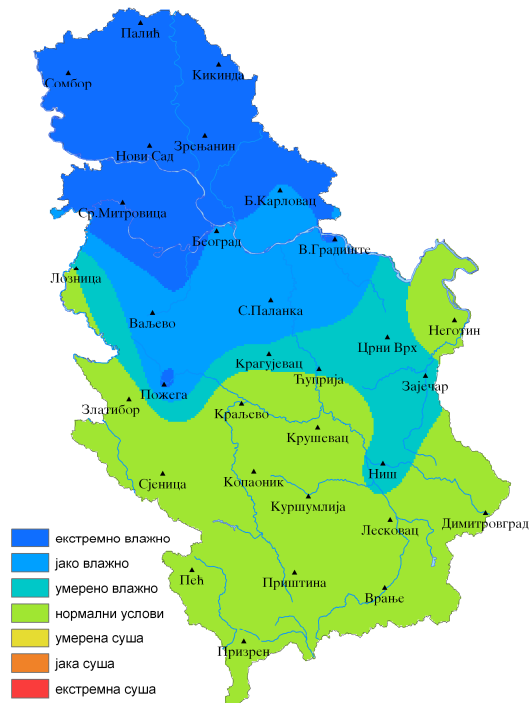 Палић
Сомбор
Кикинда
Зрењанин
Нови Сад
Ср.Митровица
Б.Карловац
Београд
В.Градиште
Лозница
Ваљево
С.Паланка
Неготин
Црни Врх
Крагујевац
Ћуприја
Зајечар
Пожега
Златибор
Краљево
Крушевац
Ниш
Сјеница
Копаоник
Куршумлија
Лесковац
Димитровград
Пећ
Приштина
Врање
Призрен
екстремно влажно
јако влажно
умерено влажно
нормални услови
умерена суша
јака суша
екстремна суша